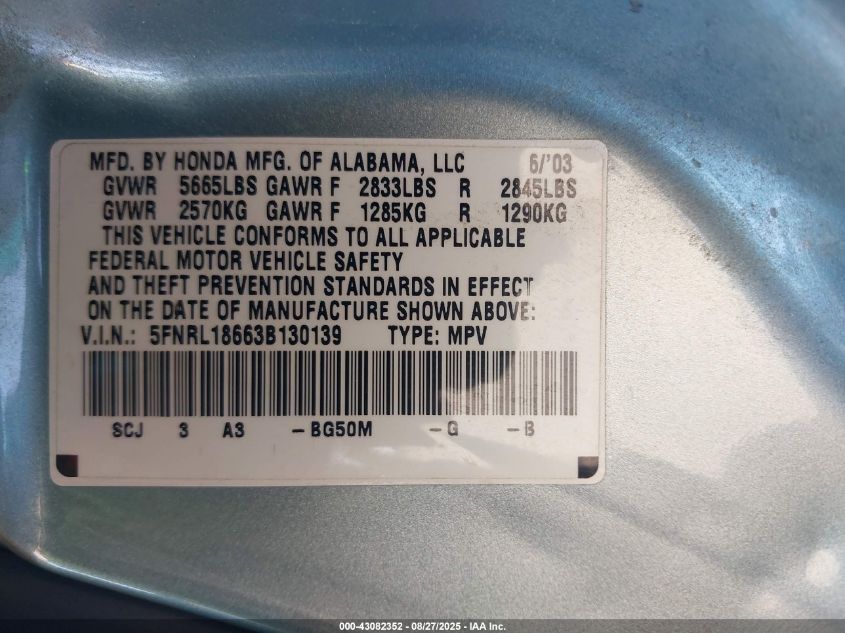 MFD. BY HONDA MFG. OF ALABAMA, LLC 6/'03
GVWR 5665LBS GAWR F 2833LBS R 2845LBS
GVWR 2570KG GAWR F 1285KG R 1290KG
THIS VEHICLE CONFORMS TO ALL APPLICABLE
FEDERAL MOTOR VEHICLE SAFETY
AND THEFT PREVENTION STANDARDS IN EFFECT
ON THE DATE OF MANUFACTURE SHOWN ABOVE:
V.I.N.: 5FNRL18663B130139 TYPE: MPV
SCJ 3 A3 -BG50M -G -B
000-43082352 | 08/27/2025 | IAA Inc.